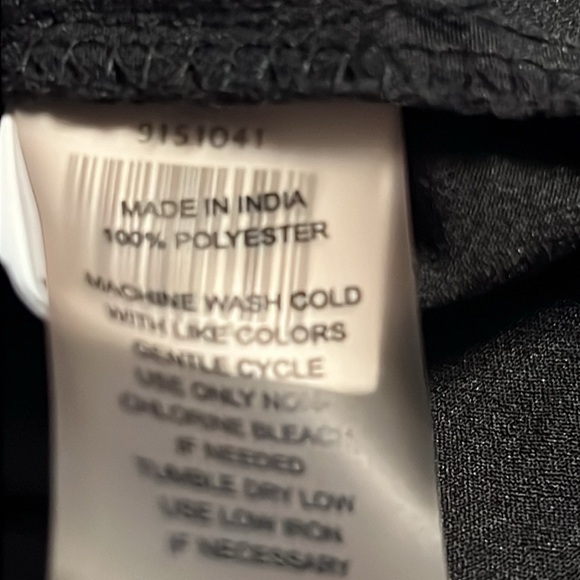 9151041
MADE IN INDIA
100% POLYESTER
MACHINE WASH COLD
WITH LIKE COLORS
GENTLE CYCLE
USE ONLY NON
CHLORINE BLEACH
IF NEEDED
TUMBLE DRY LOW
USE LOW IRON
IF NECESSARY